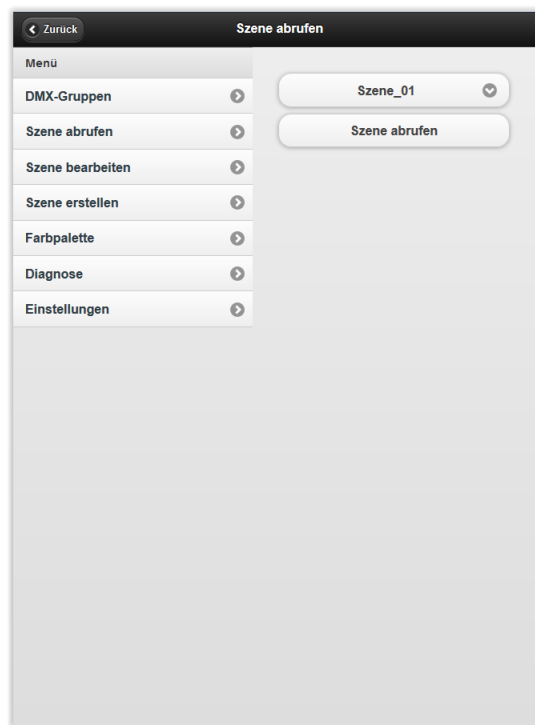 Zurück
Szene abrufen
Menü
DMX-Gruppen
Szene abrufen
Szene bearbeiten
Szene erstellen
Farbpalette
Diagnose
Einstellungen
Szene_01
Szene abrufen